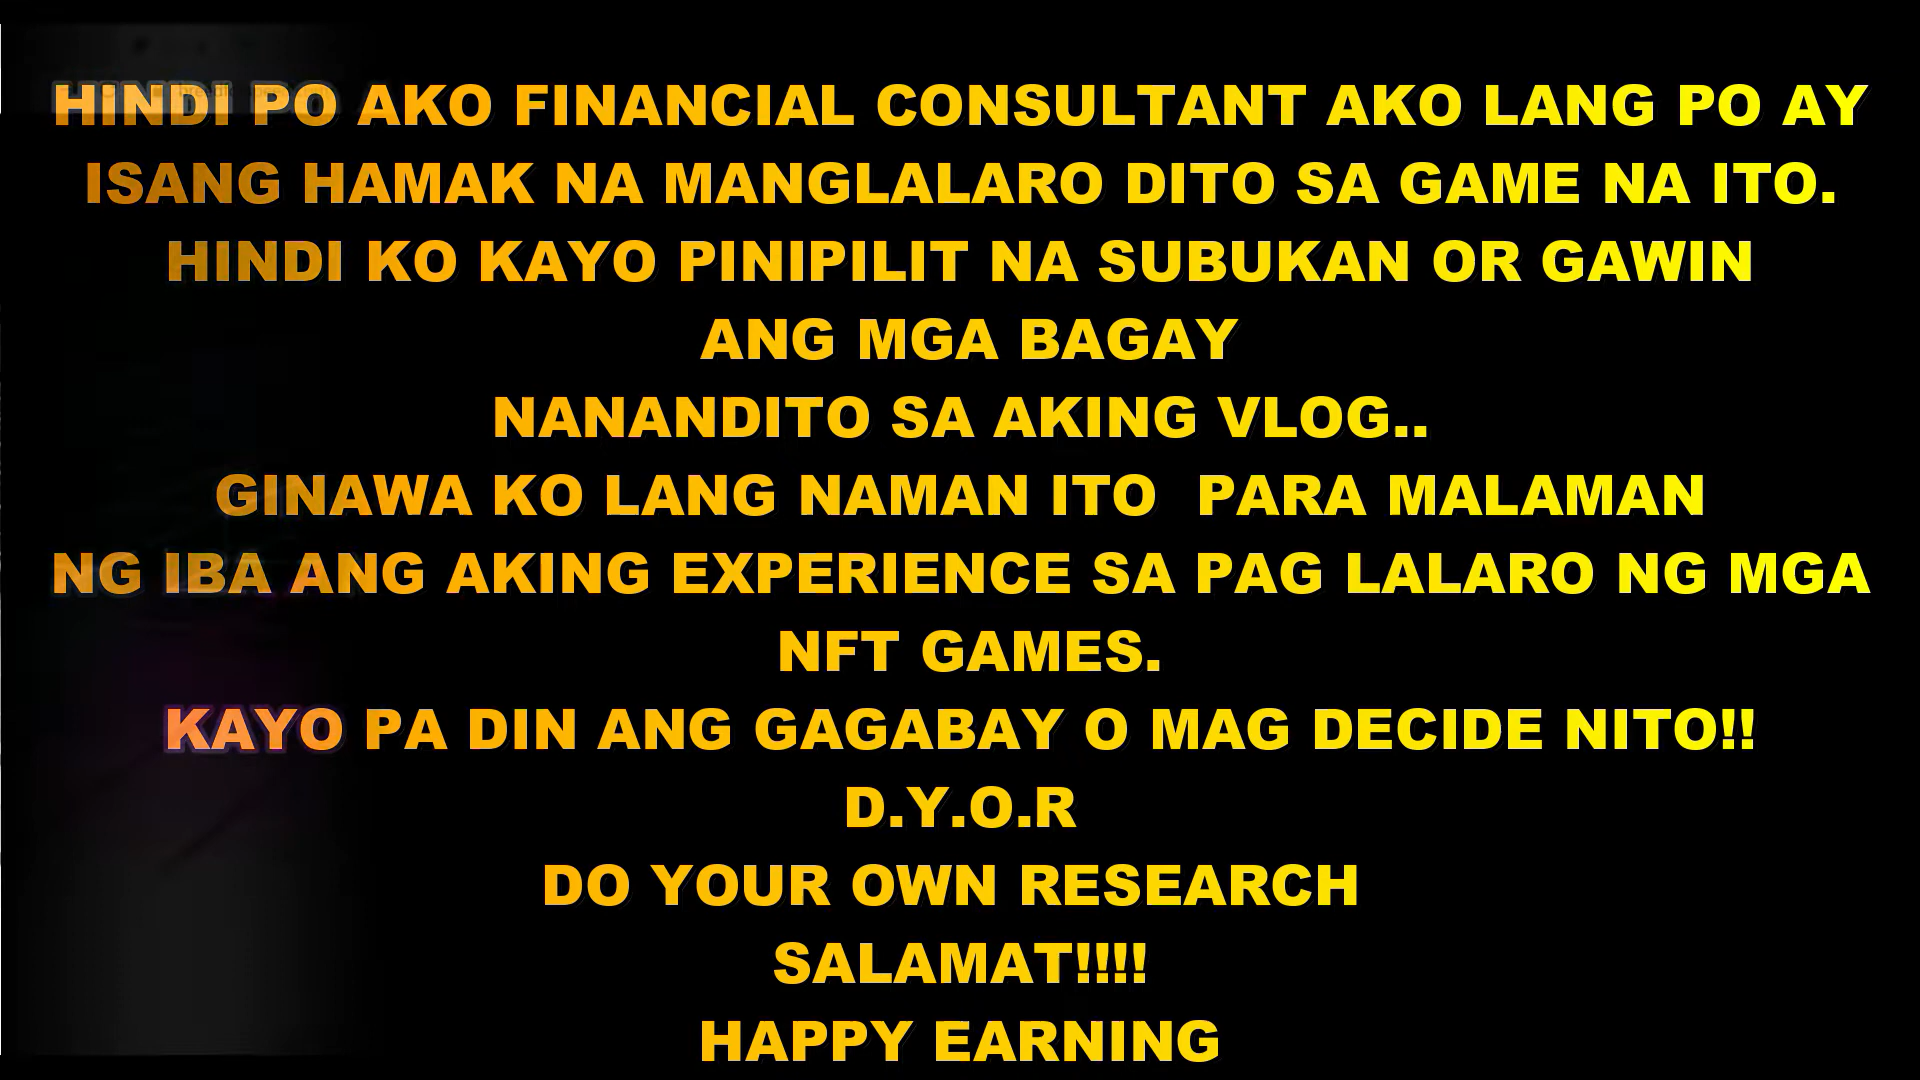 HINDI PO AKO FINANCIAL CONSULTANT AKO LANG PO AY
ISANG HAMAK NA MANGLALARO DITO SA GAME NA ITO.
HINDI KO KAYO PINIPILIT NA SUBUKAN OR GAWIN
ANG MGA BAGAY
NANANDITO SA AKING VLOG..
GINAWA KO LANG NAMAN ITO  PARA MALAMAN
NG IBA ANG AKING EXPERIENCE SA PAG LALARO NG MGA
NFT GAMES.
KAYO PA DIN ANG GAGABAY O MAG DECIDE NITO!!
D.Y.O.R
DO YOUR OWN RESEARCH
SALAMAT!!!!
HAPPY EARNING